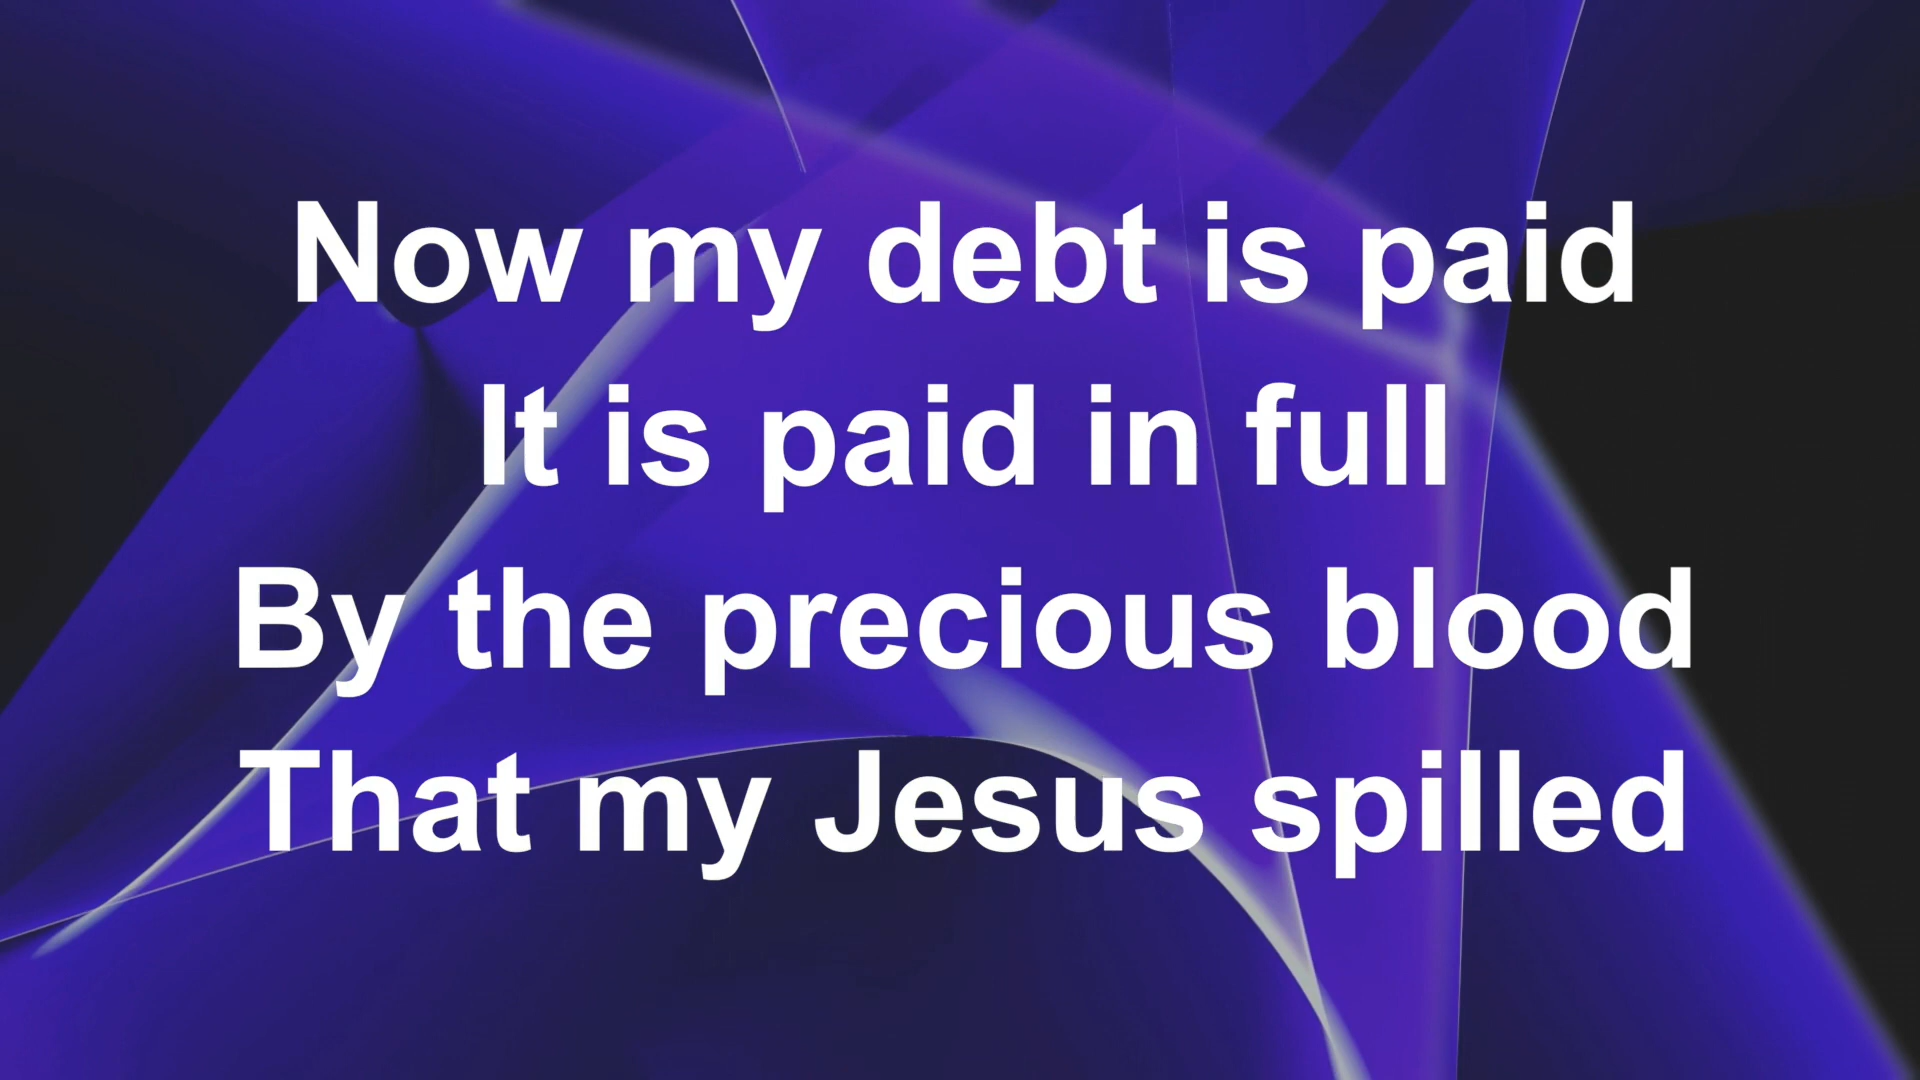 Now my debt is paid
It is paid in full
By the precious blood
That my Jesus spilled